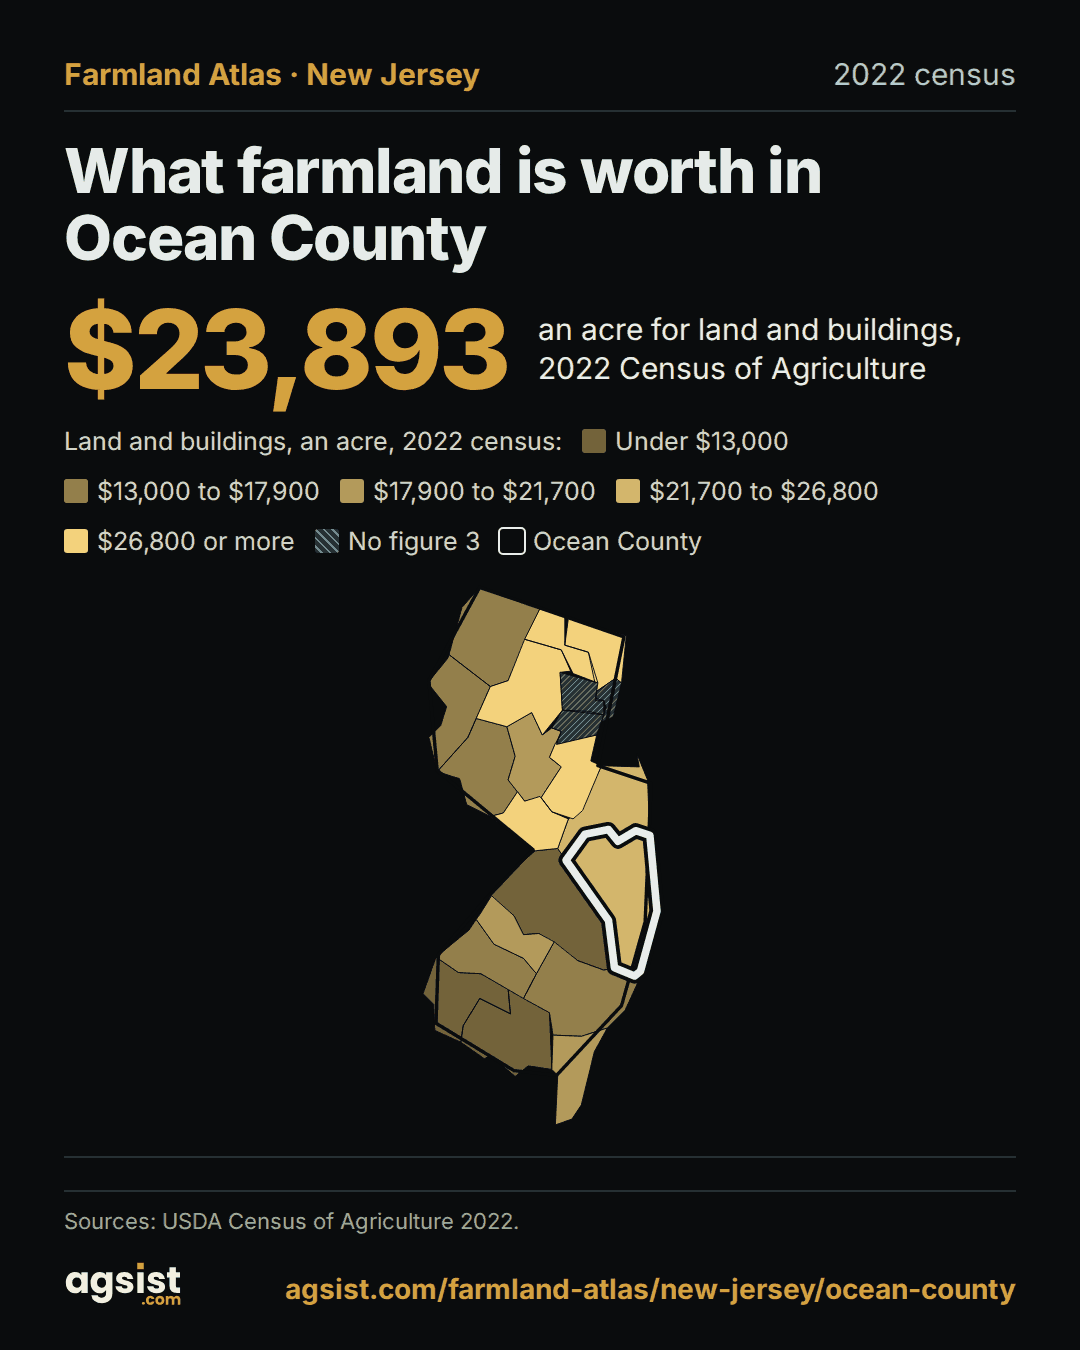 Farmland Atlas · New Jersey
2022 census
What farmland is worth in
Ocean County
$23,893
an acre for land and buildings,
2022 Census of Agriculture
Land and buildings, an acre, 2022 census: Under $13,000
$13,000 to $17,900 $17,900 to $21,700 $21,700 to $26,800
$26,800 or more No figure 3 Ocean County
Sources: USDA Census of Agriculture 2022.
agsist
.com
agsist.com/farmland-atlas/new-jersey/ocean-county